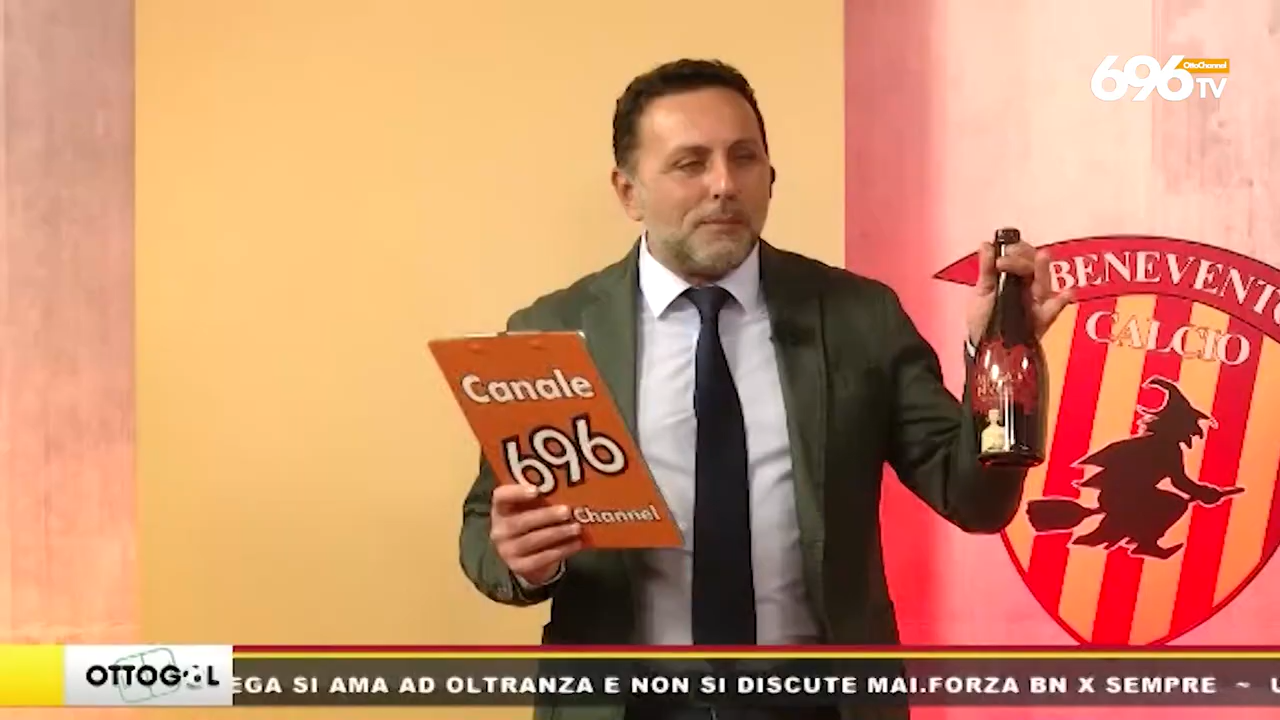 696
OttoChannel
TV
BENEVENTO
CALCIO
Canale
696
Channel
OTTOGOL
EGA SI AMA AD OLTRANZA E NON SI DISCUTE MAI.FORZA BN X SEMPRE ~ U